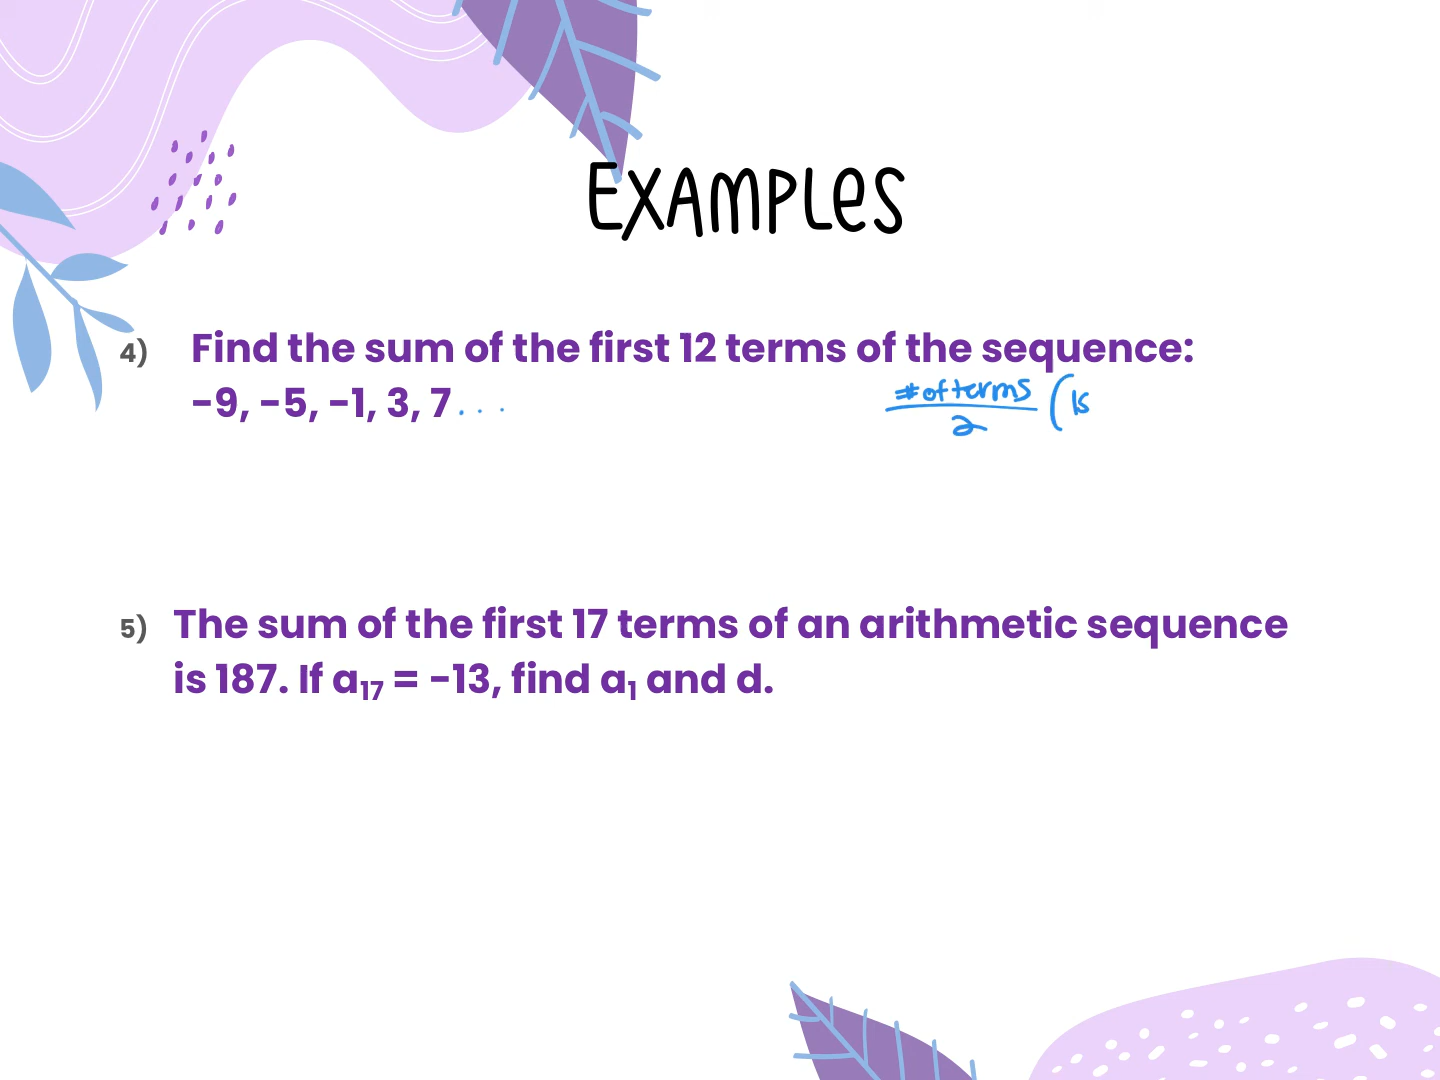 EXAMPLES
4) Find the sum of the first 12 terms of the sequence:
-9, -5, -1, 3, 7 . . .
# of terms / 2 ( 1s
5) The sum of the first 17 terms of an arithmetic sequence
is 187. If a₁₇ = -13, find a₁ and d.